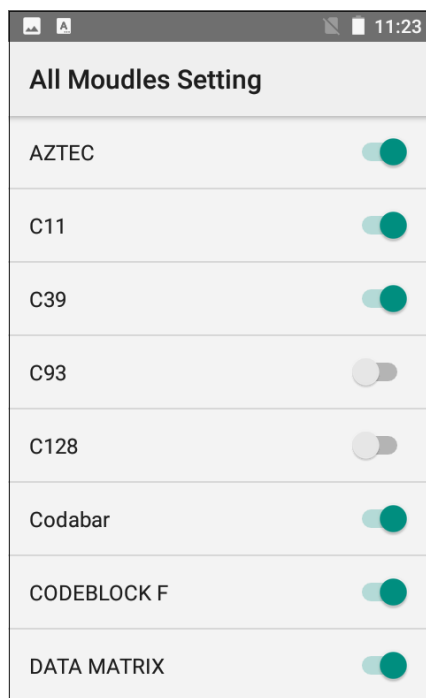 11:23
All Moudles Setting
AZTEC
C11
C39
C93
C128
Codabar
CODEBLOCK F
DATA MATRIX